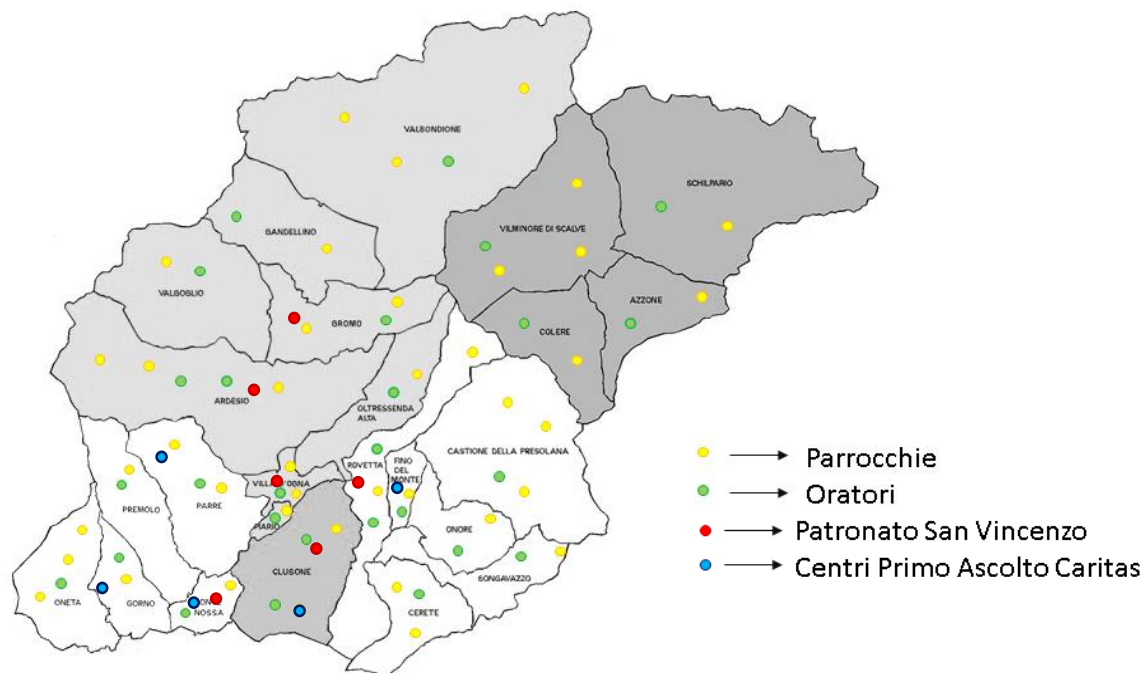 VALBONDIONE
SCHILPARIO
GANDELLINO
VILMINORE DI SCALVE
VALGOGLIO
AZZONE
GROMO
COLERE
ARDESIO
OLTRESSENDA
ALTA
CASTIONE DELLA PRESOLANA
ROVETTA
FINO
DEL
MONTE
PREMOLO
PARRE
PIARIO
ONORE
CLUSONE
SONGAVAZZO
ONETA
GORNO
NOSSA
CERETE
Parrocchie
Oratori
Patronato San Vincenzo
Centri Primo Ascolto Caritas